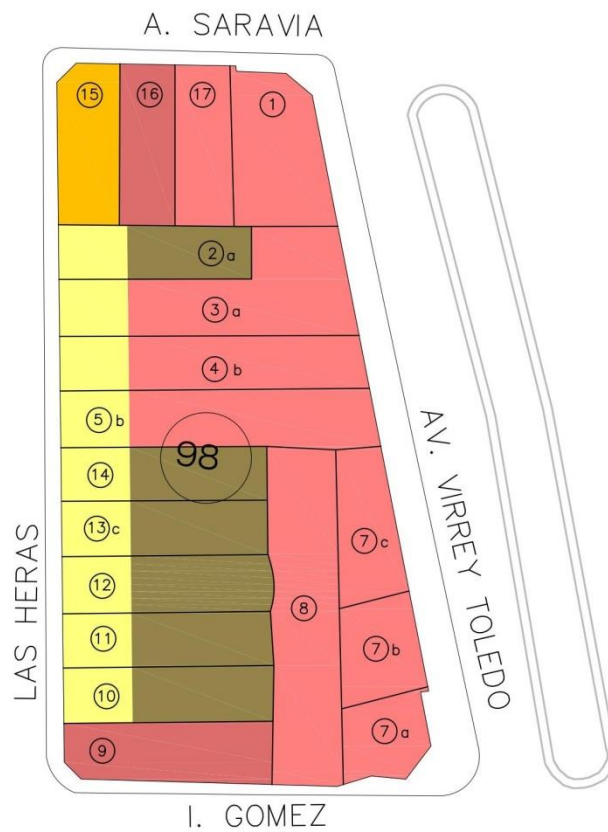 A. SARAVIA
15
16
17
1
2 a
3 a
4 b
5 b
98
14
13 c
12
11
10
9
8
7 c
7 b
7 a
LAS HERAS
AV. VIRREY TOLEDO
I. GOMEZ